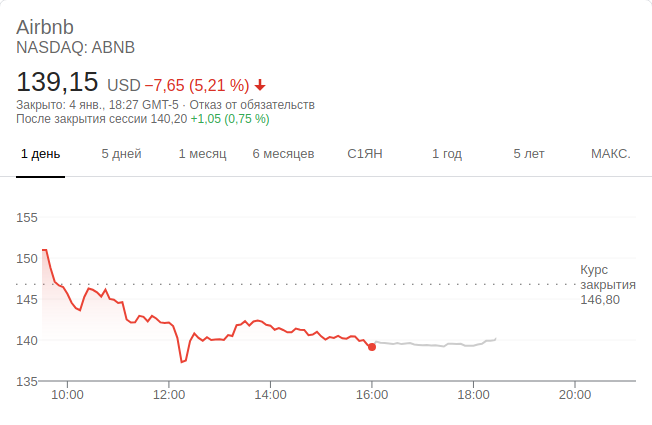 Airbnb
NASDAQ: ABNB
139,15 USD −7,65 (5,21 %)
Закрыто: 4 янв., 18:27 GMT-5 · Отказ от обязательств
После закрытия сессии 140,20 +1,05 (0,75 %)
1 день 5 дней 1 месяц 6 месяцев С1ЯН 1 год 5 лет МАКС.
155
150
Курс
закрытия
146,80
145
140
135
10:00 12:00 14:00 16:00 18:00 20:00